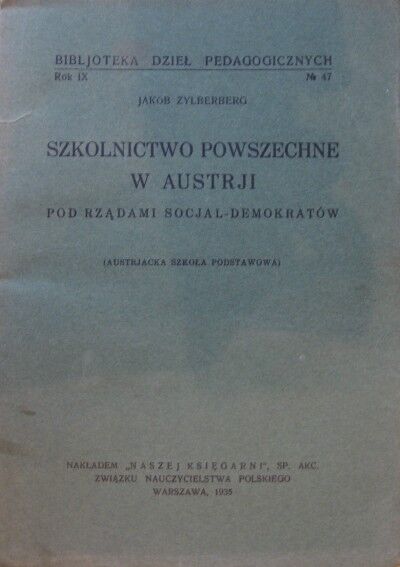 BIBLJOTEKA DZIEŁ PEDAGOGICZNYCH
Rok IX № 47
JAKÓB ZYLBERBERG
SZKOLNICTWO POWSZECHNE
W AUSTRJI
POD RZĄDAMI SOCJAL-DEMOKRATÓW
(AUSTRJACKA SZKOŁA PODSTAWOWA)
NAKŁADEM „NASZEJ KSIĘGARNI", SP. AKC.
ZWIĄZKU NAUCZYCIELSTWA POLSKIEGO
WARSZAWA, 1935